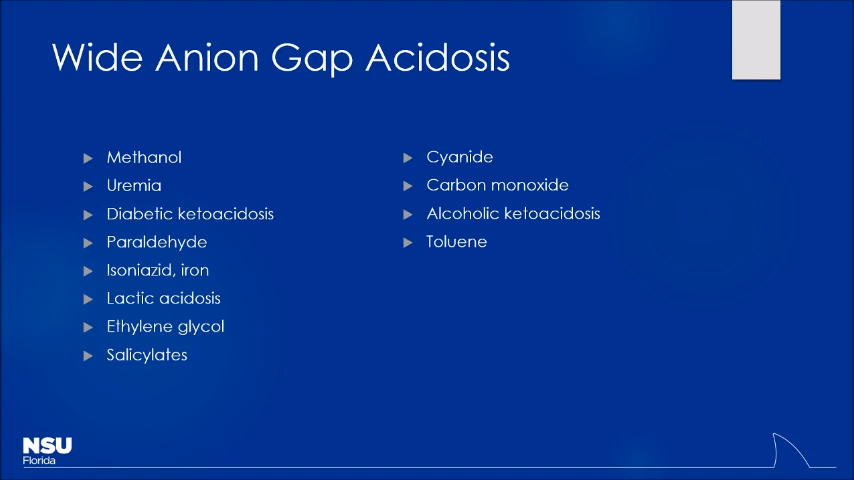 Wide Anion Gap Acidosis
Methanol
Uremia
Diabetic ketoacidosis
Paraldehyde
Isoniazid, iron
Lactic acidosis
Ethylene glycol
Salicylates
Cyanide
Carbon monoxide
Alcoholic ketoacidosis
Toluene
NSU
Florida